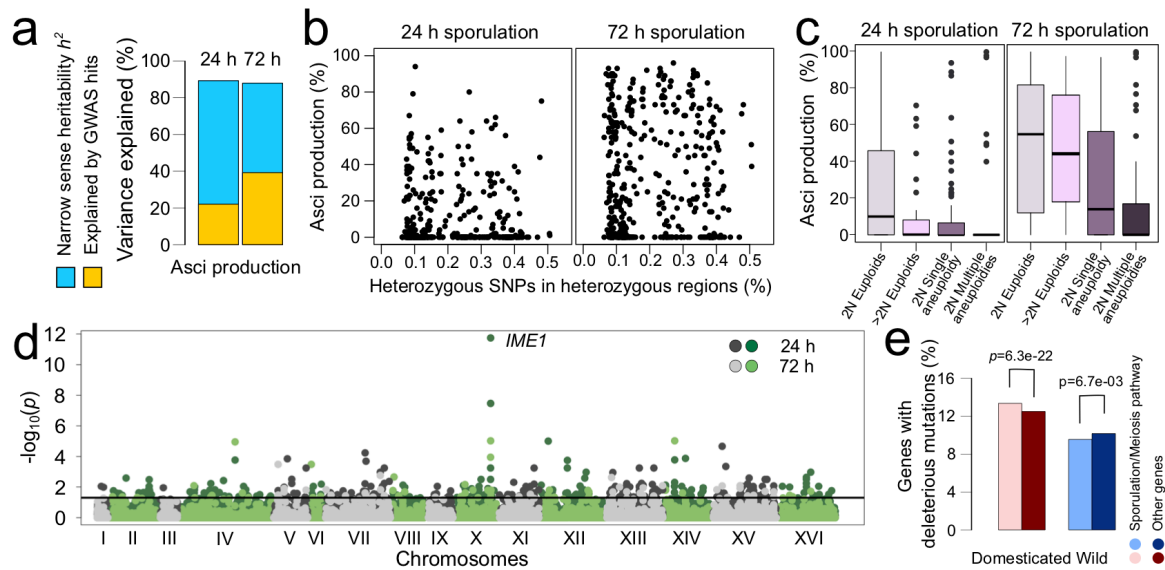 a
Narrow sense heritability h²
Explained by GWAS hits
Variance explained (%)
24 h 72 h
100
80
60
40
20
0
Asci production
b
24 h sporulation 72 h sporulation
Asci production (%)
100
80
60
40
20
0
0.0 0.1 0.2 0.3 0.4 0.5 0.0 0.1 0.2 0.3 0.4 0.5
Heterozygous SNPs in heterozygous regions (%)
c
24 h sporulation 72 h sporulation
Asci production (%)
100
80
60
40
20
0
2N Euploids
>2N Euploids
2N Single
aneuploidy
2N Multiple
aneuploidies
2N Euploids
>2N Euploids
2N Single
aneuploidy
2N Multiple
aneuploidies
d
-log₁₀(p)
12
10
8
6
4
2
0
IME1
24 h
72 h
I II III IV V VI VII VIII IX X XI XII XIII XIV XV XVI
Chromosomes
e
Genes with
deleterious mutations (%)
16
12
8
4
0
p=6.3e-22
p=6.7e-03
Domesticated Wild
Sporulation/Meiosis pathway
Other genes